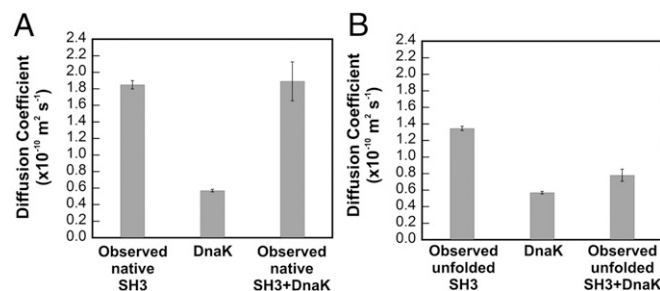 A
Diffusion Coefficient
(x10⁻¹⁰ m² s⁻¹)
2.4
2.2
2.0
1.8
1.6
1.4
1.2
1.0
0.8
0.6
0.4
0.2
0.0
Observed
native
SH3
DnaK
Observed
native
SH3+DnaK
B
Diffusion Coefficient
(x10⁻¹⁰ m² s⁻¹)
2.4
2.2
2.0
1.8
1.6
1.4
1.2
1.0
0.8
0.6
0.4
0.2
0.0
Observed
unfolded
SH3
DnaK
Observed
unfolded
SH3+DnaK